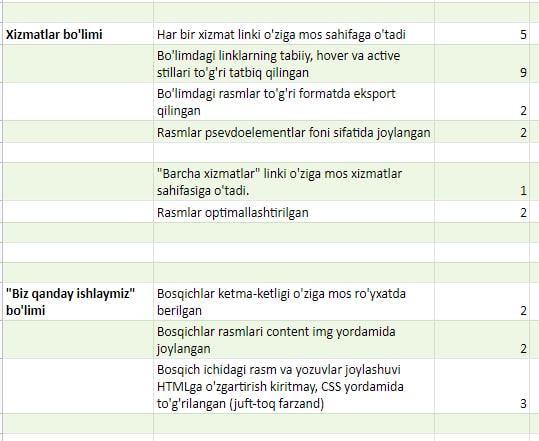 Xizmatlar bo'limi Har bir xizmat linki o'ziga mos sahifaga o'tadi 5
Bo'limdagi linklarning tabiiy, hover va active
stillari to'g'ri tatbiq qilingan 9
Bo'limdagi rasmlar to'g'ri formatda eksport
qilingan 2
Rasmlar psevdoelementlar foni sifatida joylangan 2
"Barcha xizmatlar" linki o'ziga mos xizmatlar
sahifasiga o'tadi. 1
Rasmlar optimallashtirilgan 2
"Biz qanday ishlaymiz" Bosqichlar ketma-ketligi o'ziga mos ro'yxatda
bo'limi berilgan 2
Bosqichlar rasmlari content img yordamida
joylangan 2
Bosqich ichidagi rasm va yozuvlar joylashuvi
HTMLga o'zgartirish kiritmay, CSS yordamida
to'g'rilangan (juft-toq farzand) 3